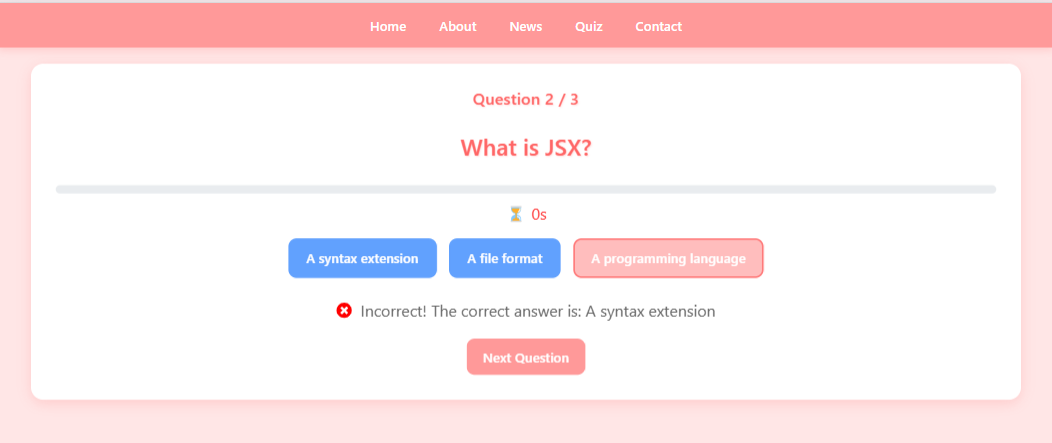 Home About News Quiz Contact
Question 2 / 3
What is JSX?
⏳ 0s
A syntax extension A file format A programming language
Incorrect! The correct answer is: A syntax extension
Next Question